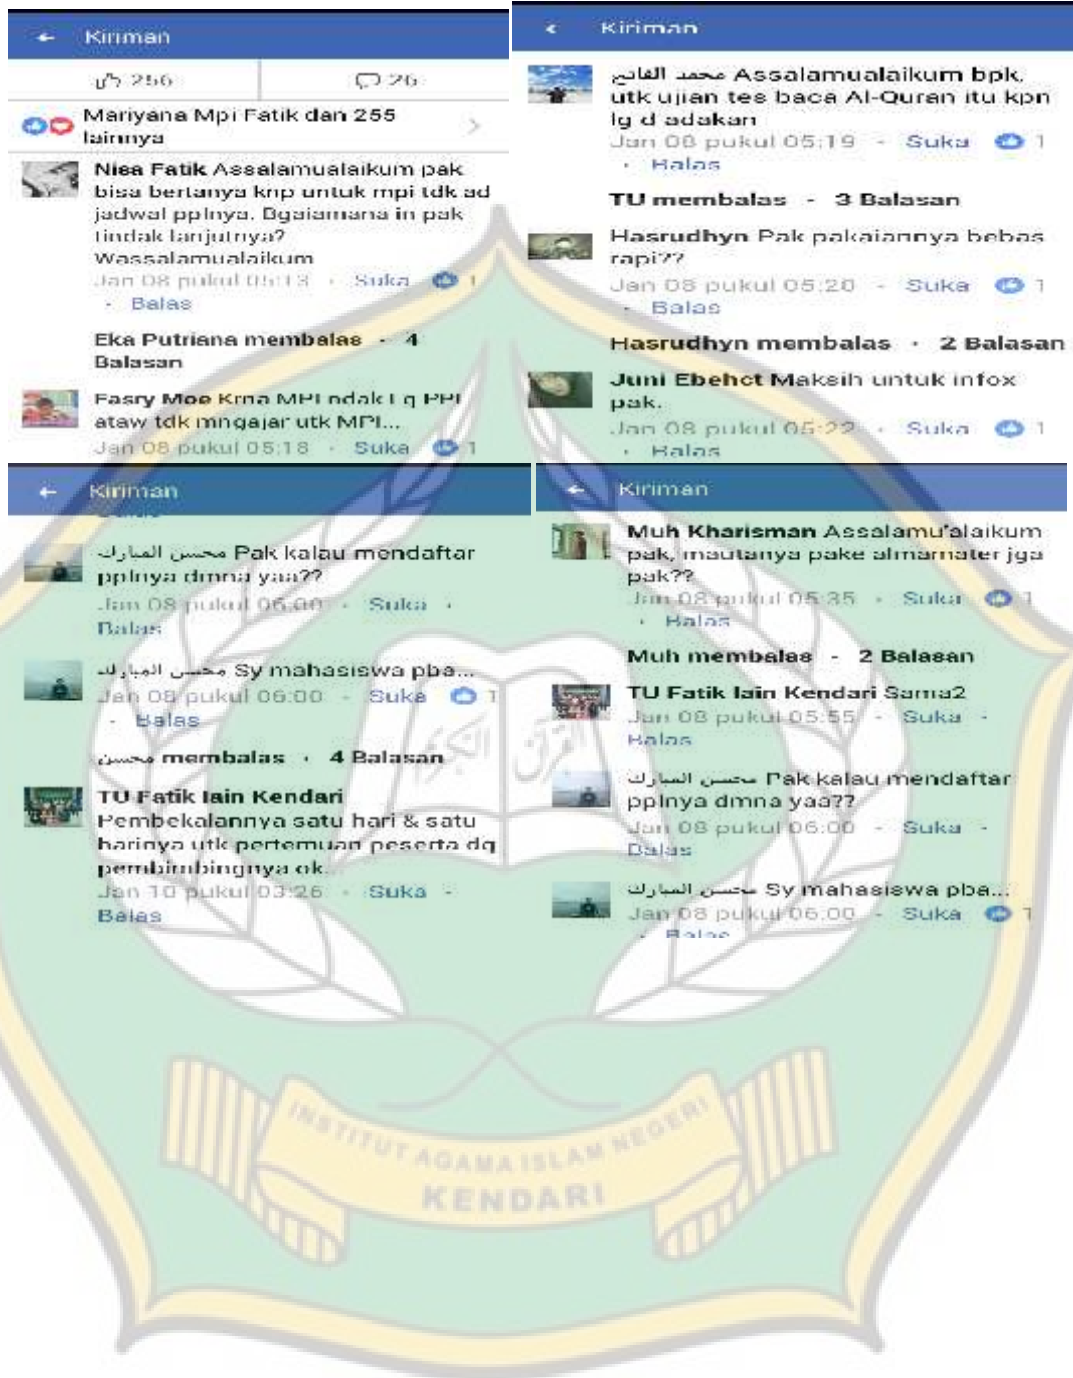 Kiriman
256
26
Mariyana Mpi Fatik dan 255
lainnya
Nisa Fatik Assalamualaikum pak
bisa bertanya knp untuk mpi tdk ad
jadwal pplnya. Bgaiamana in pak
tindak lanjutnya?
Wassalamualaikum
Jan 08 pukul 05:13 · Suka 1
· Balas
Eka Putriana membalas · 4
Balasan
Fasry Moe Krna MPI ndak
ataw tdk mngajar utk MPI...
Jan 08 pukul 05:18 · Suka 1
Kiriman
محمد الفاتح Assalamualaikum bpk,
utk ujian tes baca Al-Quran itu kpn
lg d adakan
Jan 08 pukul 05:19 · Suka 1
· Balas
TU membalas · 3 Balasan
Hasrudhyn Pak pakaiannya bebas
rapi??
Jan 08 pukul 05:20 · Suka 1
· Balas
Hasrudhyn membalas · 2 Balasan
Juni Ebehct Maksih untuk infox
pak.
Jan 08 pukul 05:22 · Suka 1
· Balas
Kiriman
Balas
محسن المبارك Pak kalau mendaftar
pplnya dmna yaa??
Jan 08 pukul 06:00 · Suka ·
Balas
محسن المبارك Sy mahasiswa pba...
Jan 08 pukul 06:00 · Suka 1
· Balas
محسن membalas · 4 Balasan
TU Fatik Iain Kendari
Pembekalannya satu hari & satu
harinya utk pertemuan peserta dg
pembimbingnya ok...
Jan 10 pukul 03:26 · Suka ·
Balas
Kiriman
Muh Kharisman Assalamu'alaikum
pak, mautanya pake almamater jga
pak??
Jan 08 pukul 05:35 · Suka 1
· Balas
Muh membalas · 2 Balasan
TU Fatik Iain Kendari Sama2
Jan 08 pukul 05:55 · Suka ·
Balas
محسن المبارك Pak kalau mendaftar
pplnya dmna yaa??
Jan 08 pukul 06:00 · Suka ·
Balas
محسن المبارك Sy mahasiswa pba...
Jan 08 pukul 06:00 · Suka 1
· Balas
القرآن الكريم
INSTITUT AGAMA ISLAM NEGERI
KENDARI